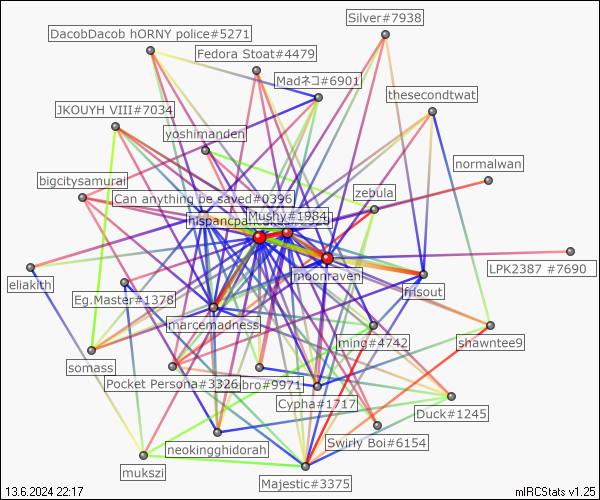 Silver#7938
DacobDacob hORNY police#5271
Fedora Stoat#4479
Madネコ#6901
thesecondtwat
JKOUYH VIII#7034
yoshimanden
normalwan
bigcitysamurai
zebula
Can anything be saved#0396
Mushy#1984
hispancpa
moonraven
LPK2387 #7690
eliakith
frisout
Eg.Master#1378
marcemadness
ming#4742
shawntee9
somass
Pocket Persona#3326
bro#9971
Cypha#1717
Duck#1245
Swirly Boi#6154
neokingghidorah
mukszi
Majestic#3375
13.6.2024 22:17
mIRCStats v1.25